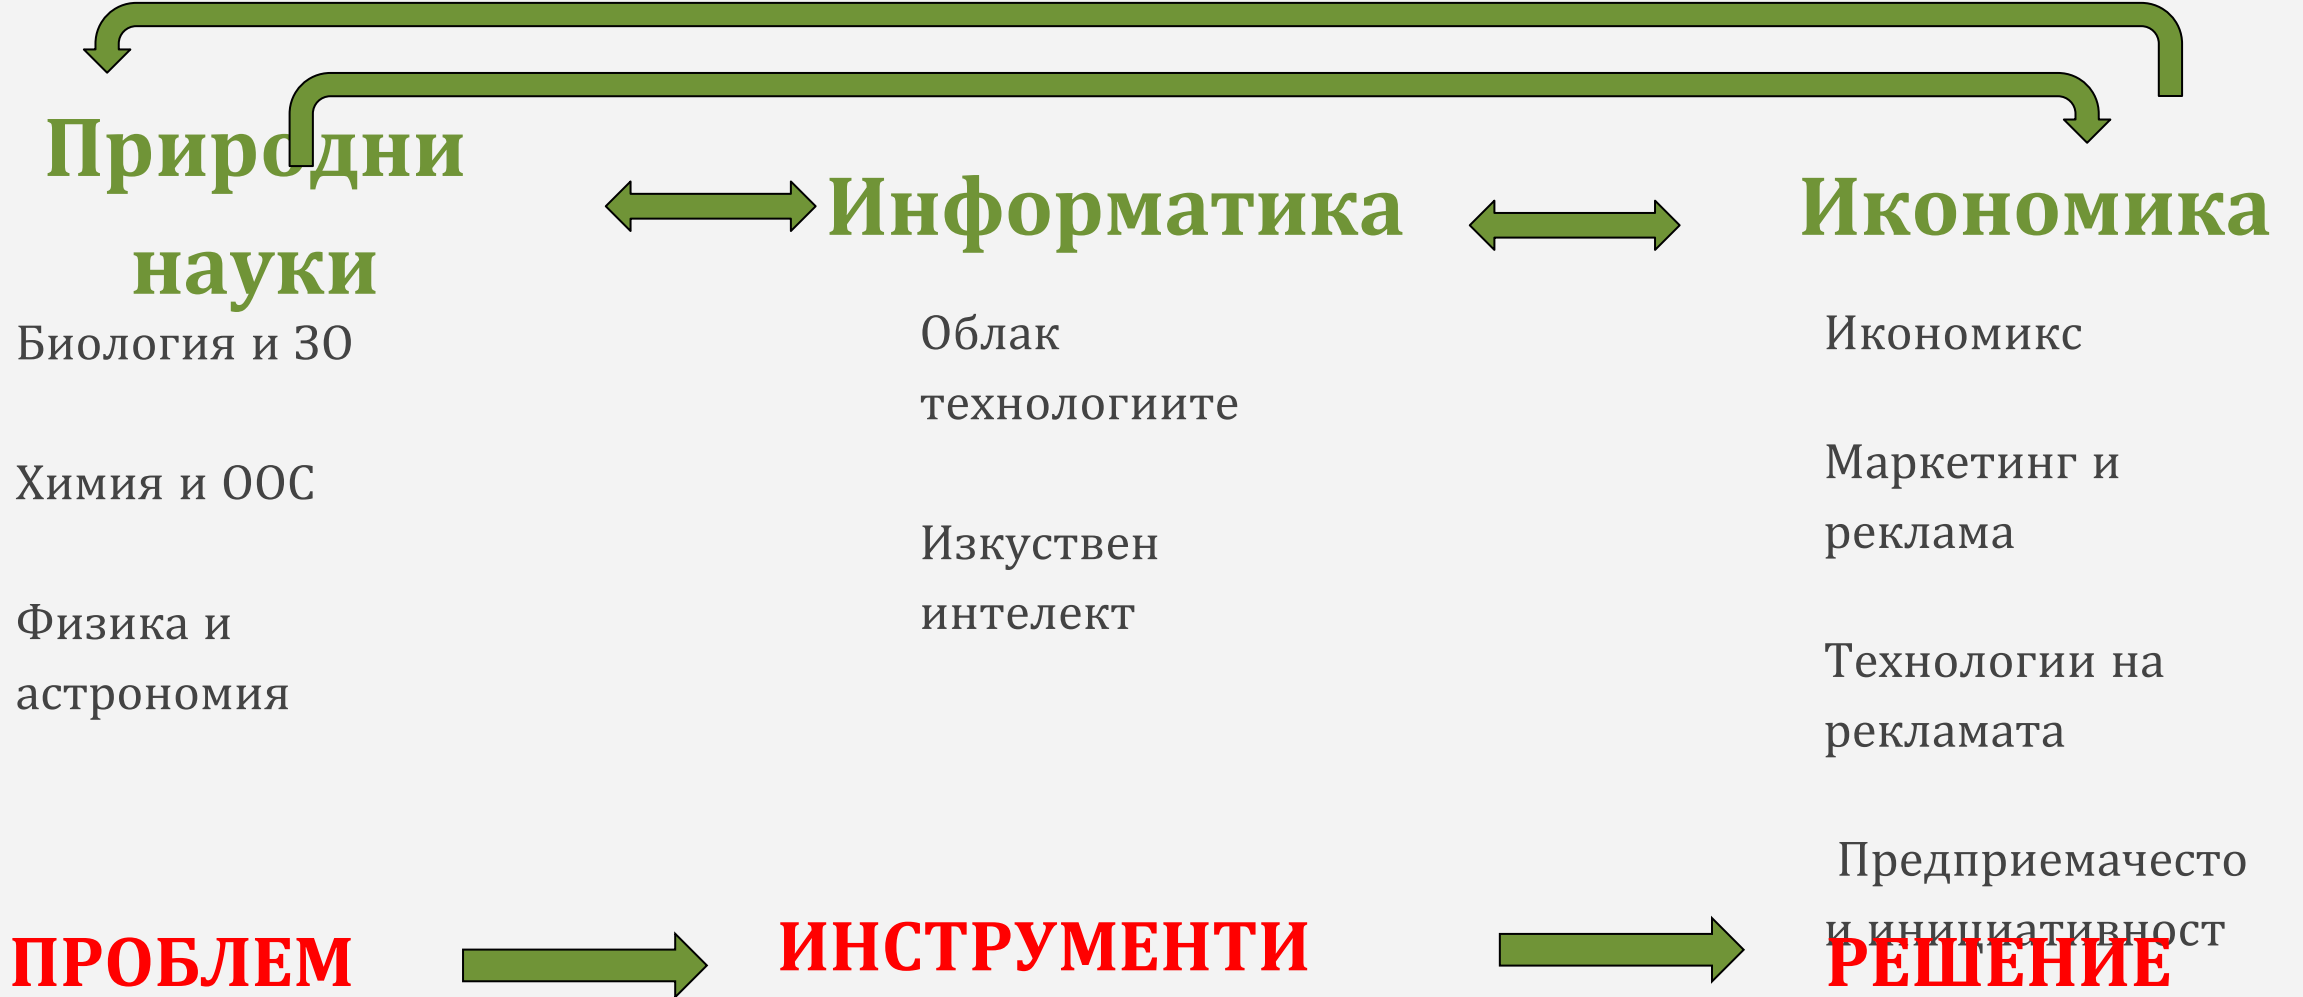 Природни
науки
Биология и ЗО
Химия и ООС
Физика и
астрономия
ПРОБЛЕМ
Информатика
Облак
технологиите
Изкуствен
интелект
ИНСТРУМЕНТИ
Икономика
Икономикс
Маркетинг и
реклама
Технологии на
рекламата
Предприемачесто
и инициативност
РЕШЕНИЕ